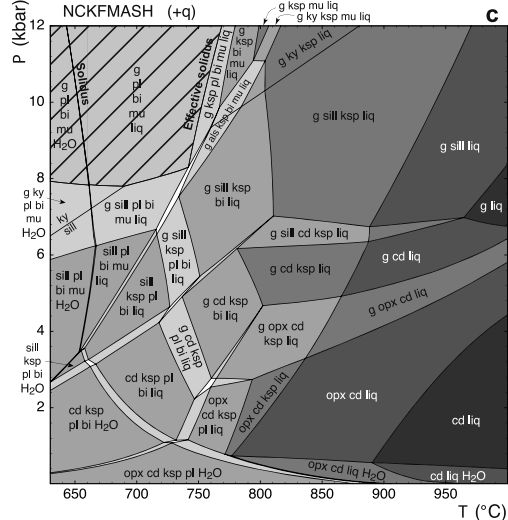 NCKFMASH (+q)
g ksp mu liq
g ky ksp mu liq
c
P (kbar)
12
10
8
6
4
2
Solidus
g
pl
bi
mu
H2O
g
pl
bi
mu
liq
Effective solidus
g ksp pl bi mu liq
g
ksp
bi
mu
liq
g als ksp bi mu liq
g ky ksp liq
g sill ksp liq
g sill liq
g liq
g ky
pl bi
mu
H2O
ky
sill
g sill pl bi
mu liq
g sill ksp
bi liq
g sill
ksp
pl bi
liq
g sill cd ksp liq
g cd ksp liq
g cd liq
sill pl
bi mu
H2O
sill pl
bi mu
liq
sill
ksp pl
bi liq
g cd ksp
bi liq
g cd ksp
pl bi liq
g opx cd
ksp liq
g opx cd liq
sill
ksp
pl bi
H2O
cd ksp pl
bi liq
cd ksp
pl bi H2O
opx
cd ksp
pl liq
opx cd ksp liq
opx cd liq
cd liq
opx cd ksp pl H2O
opx cd liq H2O
cd liq H2O
650
700
750
800
850
900
950
T (°C)